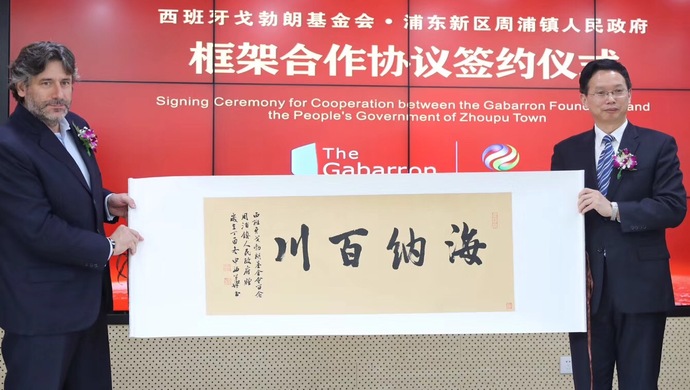 西班牙戈勃朗基金会·浦东新区周浦镇人民政府
框架合作协议签约仪式
Signing Ceremony for Cooperation between the Gabarron Foun and
the People's Government of Zhoupu Town
The
Gabarron
海纳百川